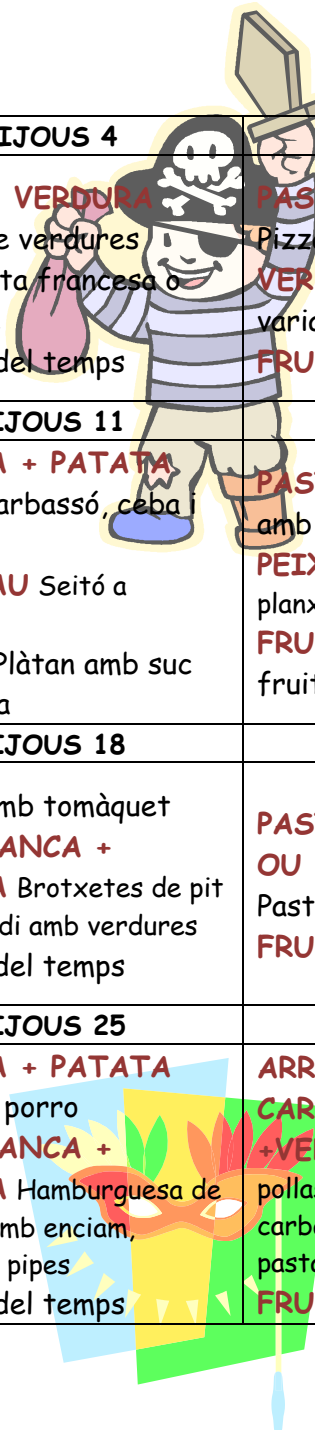 IJOUS 4
VERDURA
e verdures
ta francesa o
del temps
PAS
Pizz
VER
varia
FRU
IJOUS 11
A + PATATA
arbassó, ceba i
AU Seitó a
Plàtan amb suc
a
PAST
amb
PEIX
planx
FRU
fruit
IJOUS 18
mb tomàquet
ANCA +
A Brotxetes de pit
di amb verdures
del temps
PAST
OU
Past
FRU
IJOUS 25
A + PATATA
porro
ANCA +
A Hamburguesa de
mb enciam,
pipes
del temps
ARR
CAR
+VE
polla
carb
past
FRU